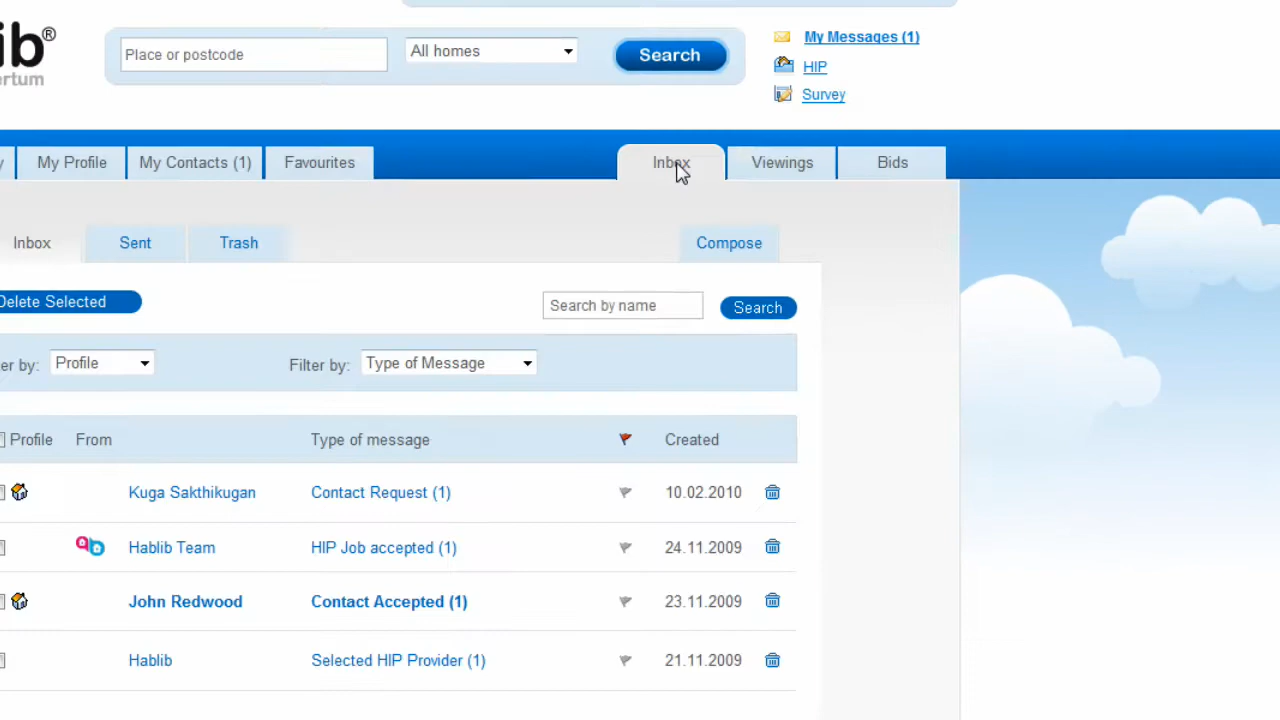 ib®
ertum
Place or postcode
All homes
Search
My Messages (1)
HIP
Survey
y
My Profile
My Contacts (1)
Favourites
Inbox
Viewings
Bids
Inbox
Sent
Trash
Compose
Delete Selected
Search by name
Search
er by:
Profile
Filter by:
Type of Message
Profile From Type of message Created
Kuga Sakthikugan Contact Request (1) 10.02.2010
Hablib Team HIP Job accepted (1) 24.11.2009
John Redwood Contact Accepted (1) 23.11.2009
Hablib Selected HIP Provider (1) 21.11.2009